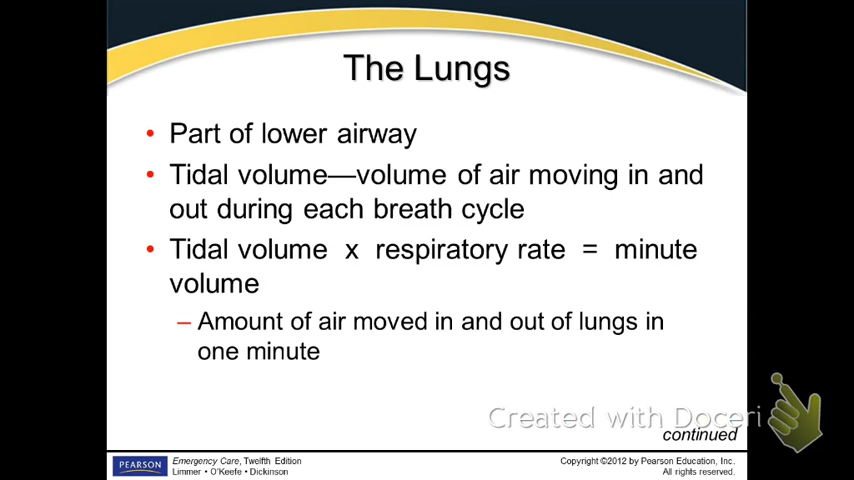 The Lungs
• Part of lower airway
• Tidal volume—volume of air moving in and
out during each breath cycle
• Tidal volume x respiratory rate = minute
volume
– Amount of air moved in and out of lungs in
one minute
Created with Doceri
continued
PEARSON
Emergency Care, Twelfth Edition
Limmer • O'Keefe • Dickinson
Copyright ©2012 by Pearson Education, Inc.
All rights reserved.